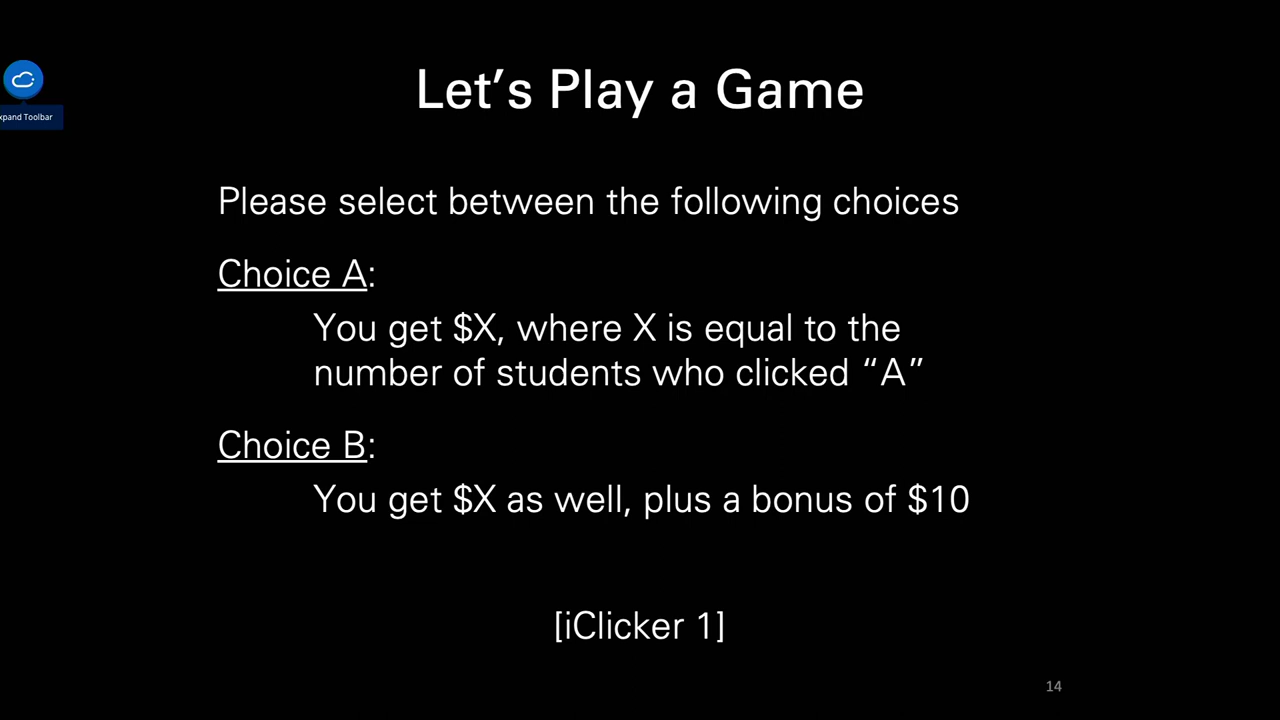 xpand Toolbar
Let’s Play a Game
Please select between the following choices
Choice A:
You get $X, where X is equal to the
number of students who clicked “A”
Choice B:
You get $X as well, plus a bonus of $10
[iClicker 1]
14